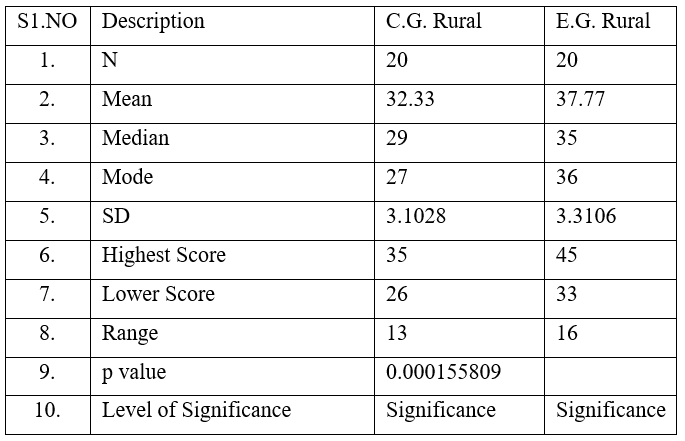 S1.NO Description C.G. Rural E.G. Rural
1. N 20 20
2. Mean 32.33 37.77
3. Median 29 35
4. Mode 27 36
5. SD 3.1028 3.3106
6. Highest Score 35 45
7. Lower Score 26 33
8. Range 13 16
9. p value 0.000155809
10. Level of Significance Significance Significance